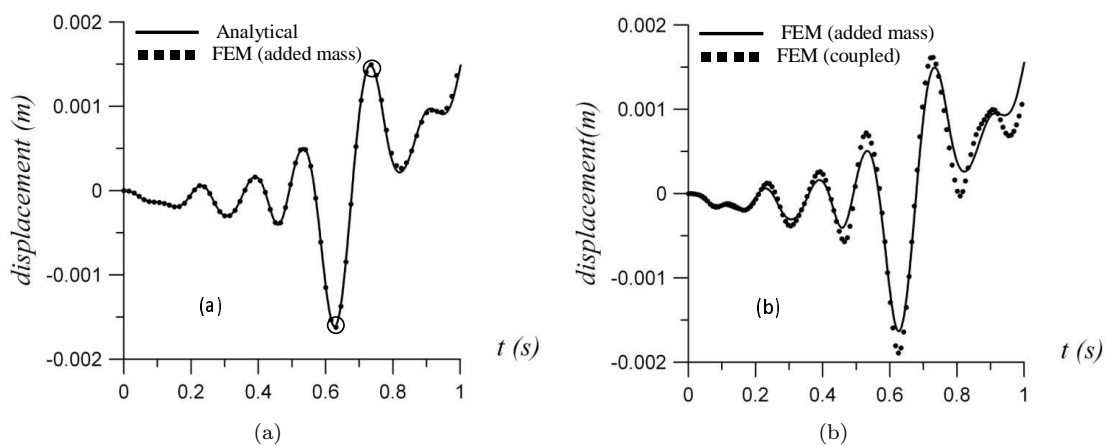 0.002
Analytical
FEM (added mass)
0.001
0
-0.001
-0.002
displacement (m)
(a)
t (s)
0 0.2 0.4 0.6 0.8 1
(a)
0.002
FEM (added mass)
FEM (coupled)
0.001
0
-0.001
-0.002
displacement(m)
(b)
t (s)
0 0.2 0.4 0.6 0.8 1
(b)